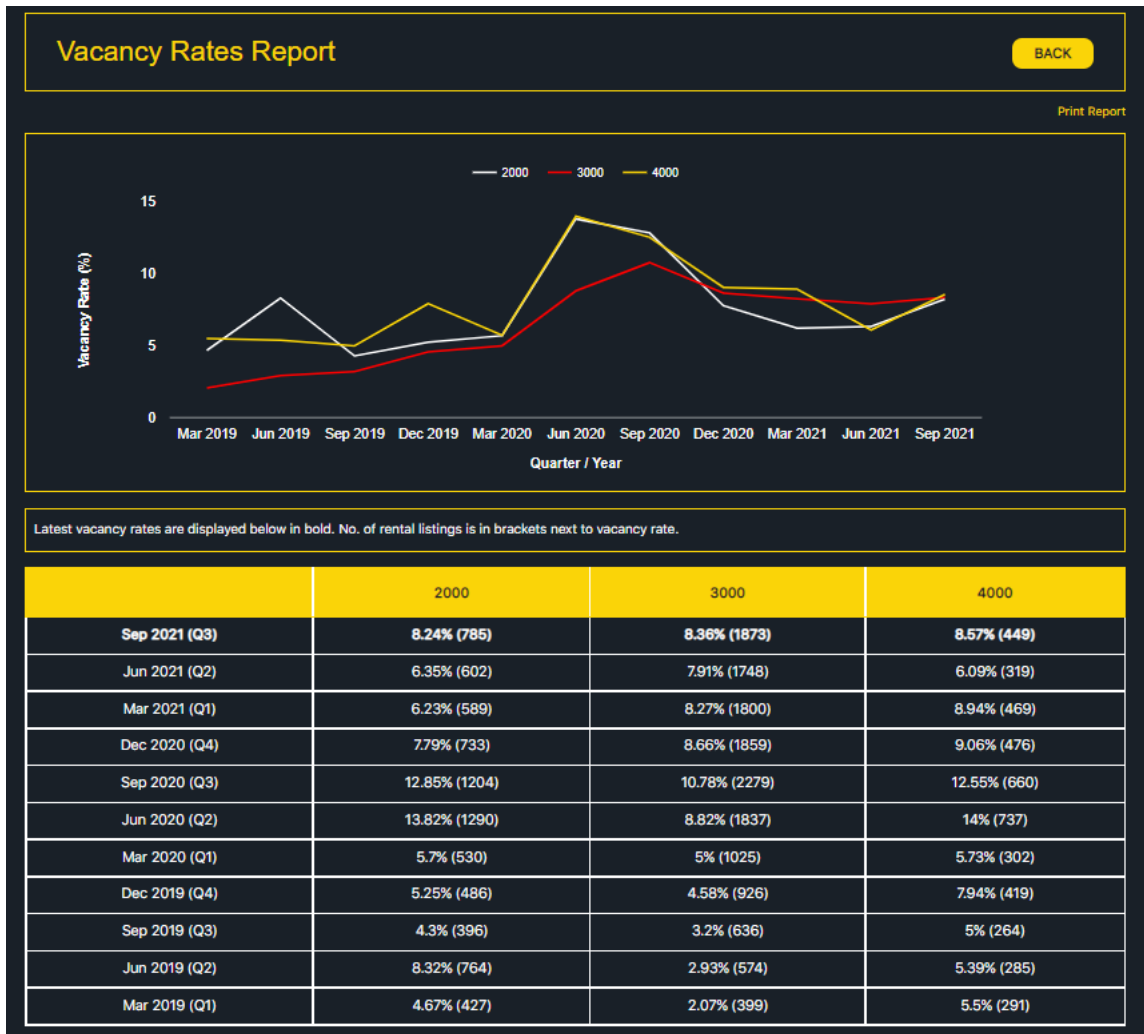 Vacancy Rates Report
BACK
Print Report
2000 3000 4000
15
10
5
0
Vacancy Rate (%)
Mar 2019 Jun 2019 Sep 2019 Dec 2019 Mar 2020 Jun 2020 Sep 2020 Dec 2020 Mar 2021 Jun 2021 Sep 2021
Quarter / Year
Latest vacancy rates are displayed below in bold. No. of rental listings is in brackets next to vacancy rate.
2000 3000 4000
Sep 2021 (Q3) 8.24% (785) 8.36% (1873) 8.57% (449)
Jun 2021 (Q2) 6.35% (602) 7.91% (1748) 6.09% (319)
Mar 2021 (Q1) 6.23% (589) 8.27% (1800) 8.94% (469)
Dec 2020 (Q4) 7.79% (733) 8.66% (1859) 9.06% (476)
Sep 2020 (Q3) 12.85% (1204) 10.78% (2279) 12.55% (660)
Jun 2020 (Q2) 13.82% (1290) 8.82% (1837) 14% (737)
Mar 2020 (Q1) 5.7% (530) 5% (1025) 5.73% (302)
Dec 2019 (Q4) 5.25% (486) 4.58% (926) 7.94% (419)
Sep 2019 (Q3) 4.3% (396) 3.2% (636) 5% (264)
Jun 2019 (Q2) 8.32% (764) 2.93% (574) 5.39% (285)
Mar 2019 (Q1) 4.67% (427) 2.07% (399) 5.5% (291)